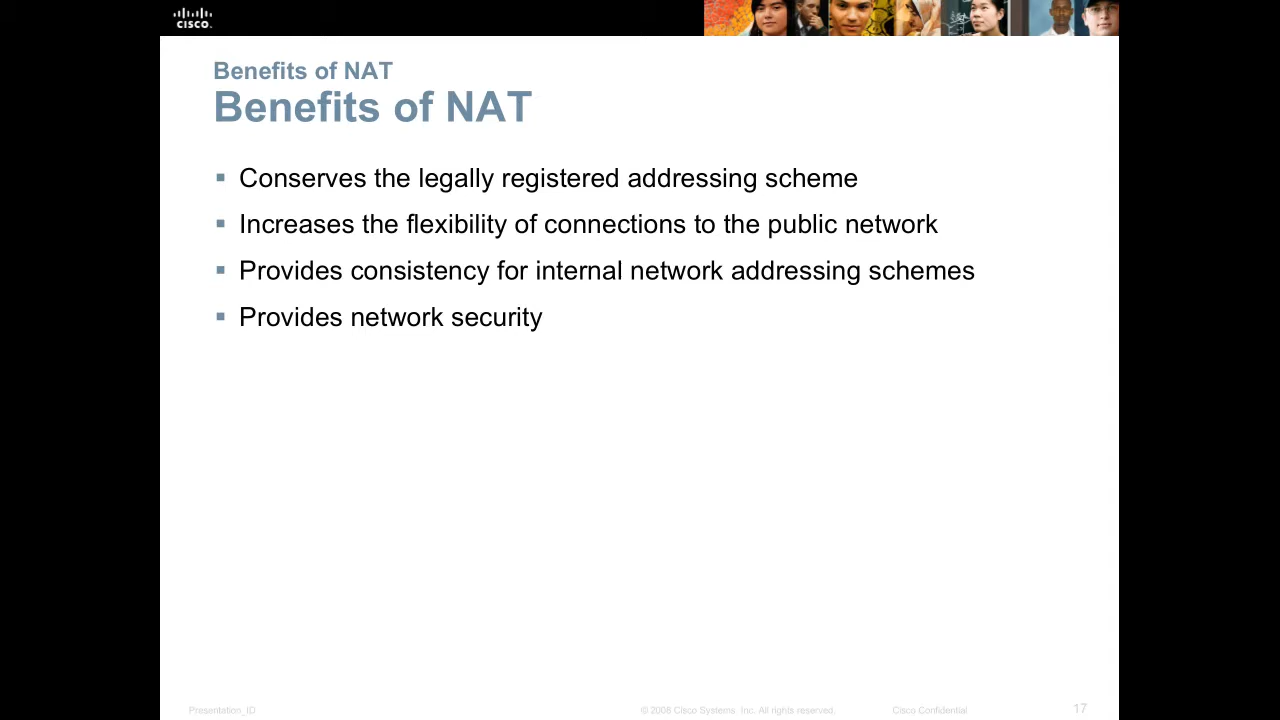 CISCO.
Benefits of NAT
Benefits of NAT
Conserves the legally registered addressing scheme
Increases the flexibility of connections to the public network
Provides consistency for internal network addressing schemes
Provides network security
Presentation_ID
© 2008 Cisco Systems, Inc. All rights reserved.
Cisco Confidential
17